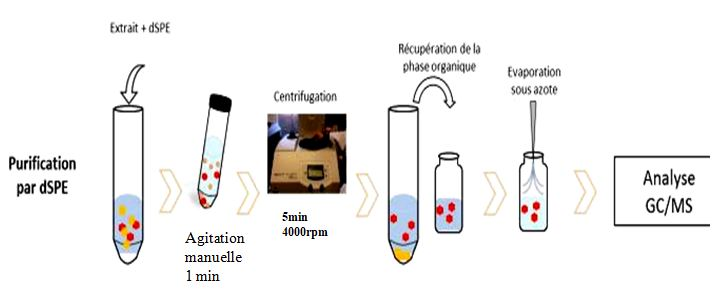 Extrait + dSPE
Purification
par dSPE
Agitation
manuelle
1 min
Centrifugation
5min
4000rpm
Récupération de la
phase organique
Evaporation
sous azote
Analyse
GC/MS